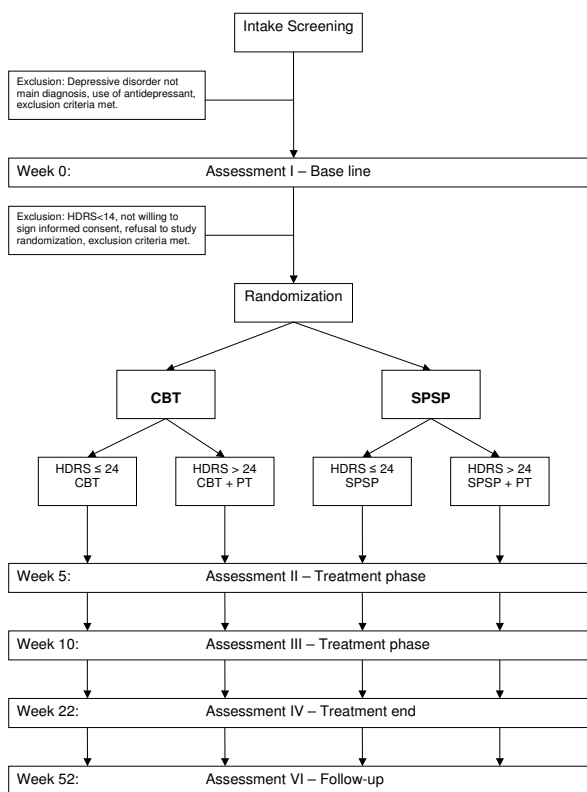 Intake Screening
Exclusion: Depressive disorder not
main diagnosis, use of antidepressant,
exclusion criteria met.
Week 0: Assessment I – Base line
Exclusion: HDRS<14, not willing to
sign informed consent, refusal to study
randomization, exclusion criteria met.
Randomization
CBT SPSP
HDRS ≤ 24 HDRS > 24 HDRS ≤ 24 HDRS > 24
CBT CBT + PT SPSP SPSP + PT
Week 5: Assessment II – Treatment phase
Week 10: Assessment III – Treatment phase
Week 22: Assessment IV – Treatment end
Week 52: Assessment VI – Follow-up